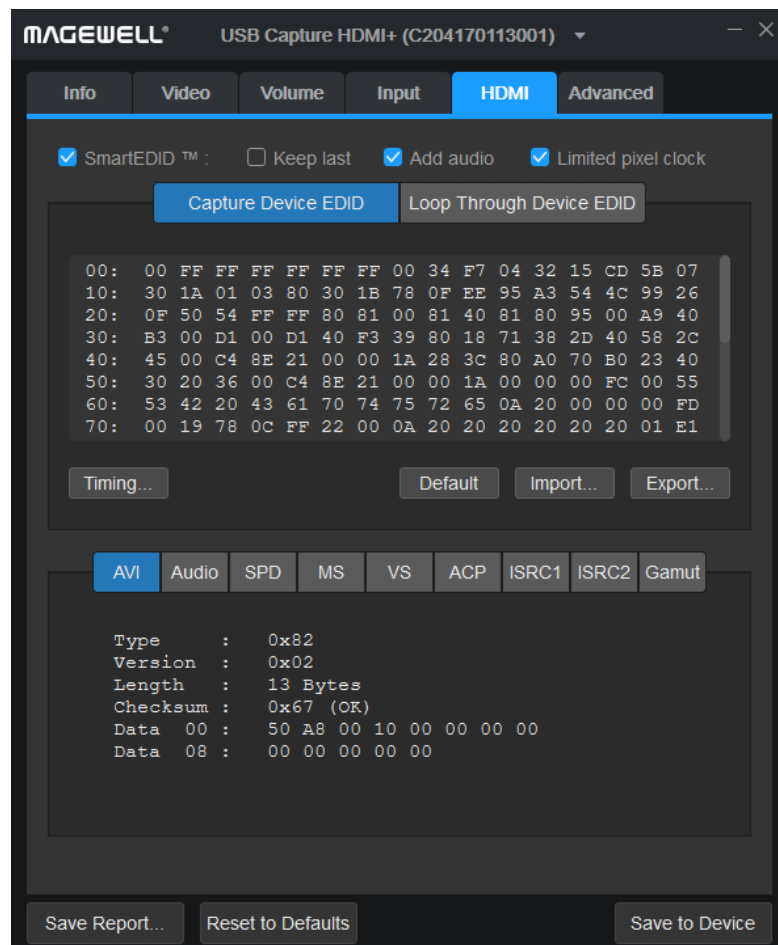 MAGEWELL® USB Capture HDMI+ (C204170113001)
Info Video Volume Input HDMI Advanced
SmartEDID ™ : Keep last Add audio Limited pixel clock
Capture Device EDID Loop Through Device EDID
00: 00 FF FF FF FF FF FF 00 34 F7 04 32 15 CD 5B 07
10: 30 1A 01 03 80 30 1B 78 0F EE 95 A3 54 4C 99 26
20: 0F 50 54 FF FF 80 81 00 81 40 81 80 95 00 A9 40
30: B3 00 D1 00 D1 40 F3 39 80 18 71 38 2D 40 58 2C
40: 45 00 C4 8E 21 00 00 1A 28 3C 80 A0 70 B0 23 40
50: 30 20 36 00 C4 8E 21 00 00 1A 00 00 00 FC 00 55
60: 53 42 20 43 61 70 74 75 72 65 0A 20 00 00 00 FD
70: 00 19 78 0C FF 22 00 0A 20 20 20 20 20 20 01 E1
Timing... Default Import... Export...
AVI Audio SPD MS VS ACP ISRC1 ISRC2 Gamut
Type : 0x82
Version : 0x02
Length : 13 Bytes
Checksum : 0x67 (OK)
Data 00 : 50 A8 00 10 00 00 00 00
Data 08 : 00 00 00 00 00
Save Report... Reset to Defaults Save to Device